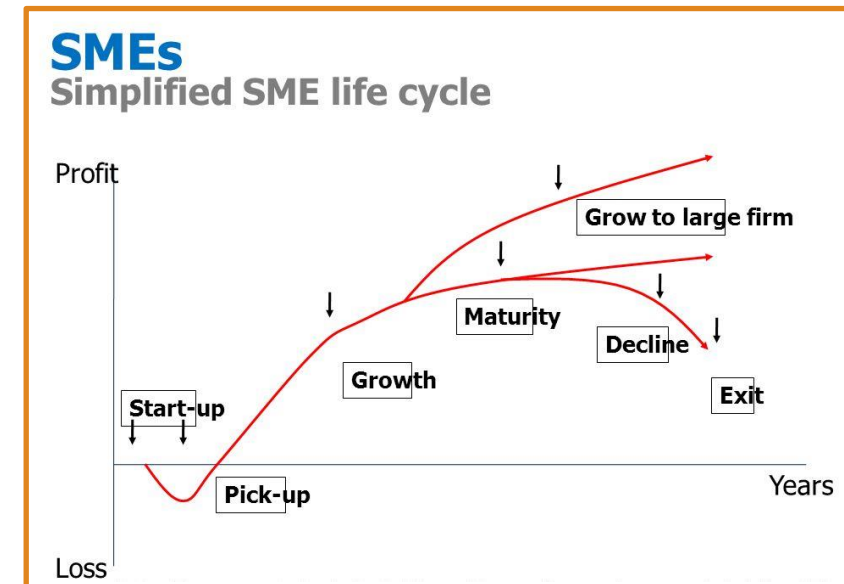 SMEs
Simplified SME life cycle
Profit
Grow to large firm
Maturity
Decline
Growth
Exit
Start-up
Pick-up
Years
Loss